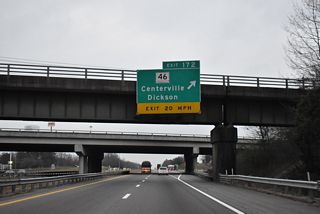 EXIT 172
46
Centerville
Dickson
EXIT 20 MPH